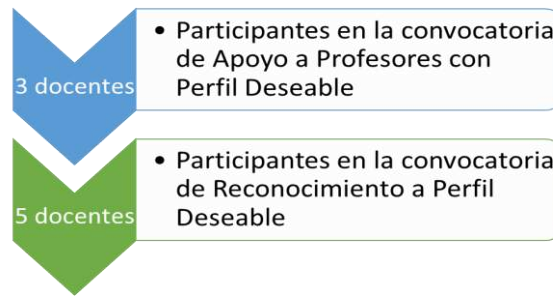 3 docentes
• Participantes en la convocatoria
de Apoyo a Profesores con
Perfil Deseable
5 docentes
• Participantes en la convocatoria
de Reconocimiento a Perfil
Deseable